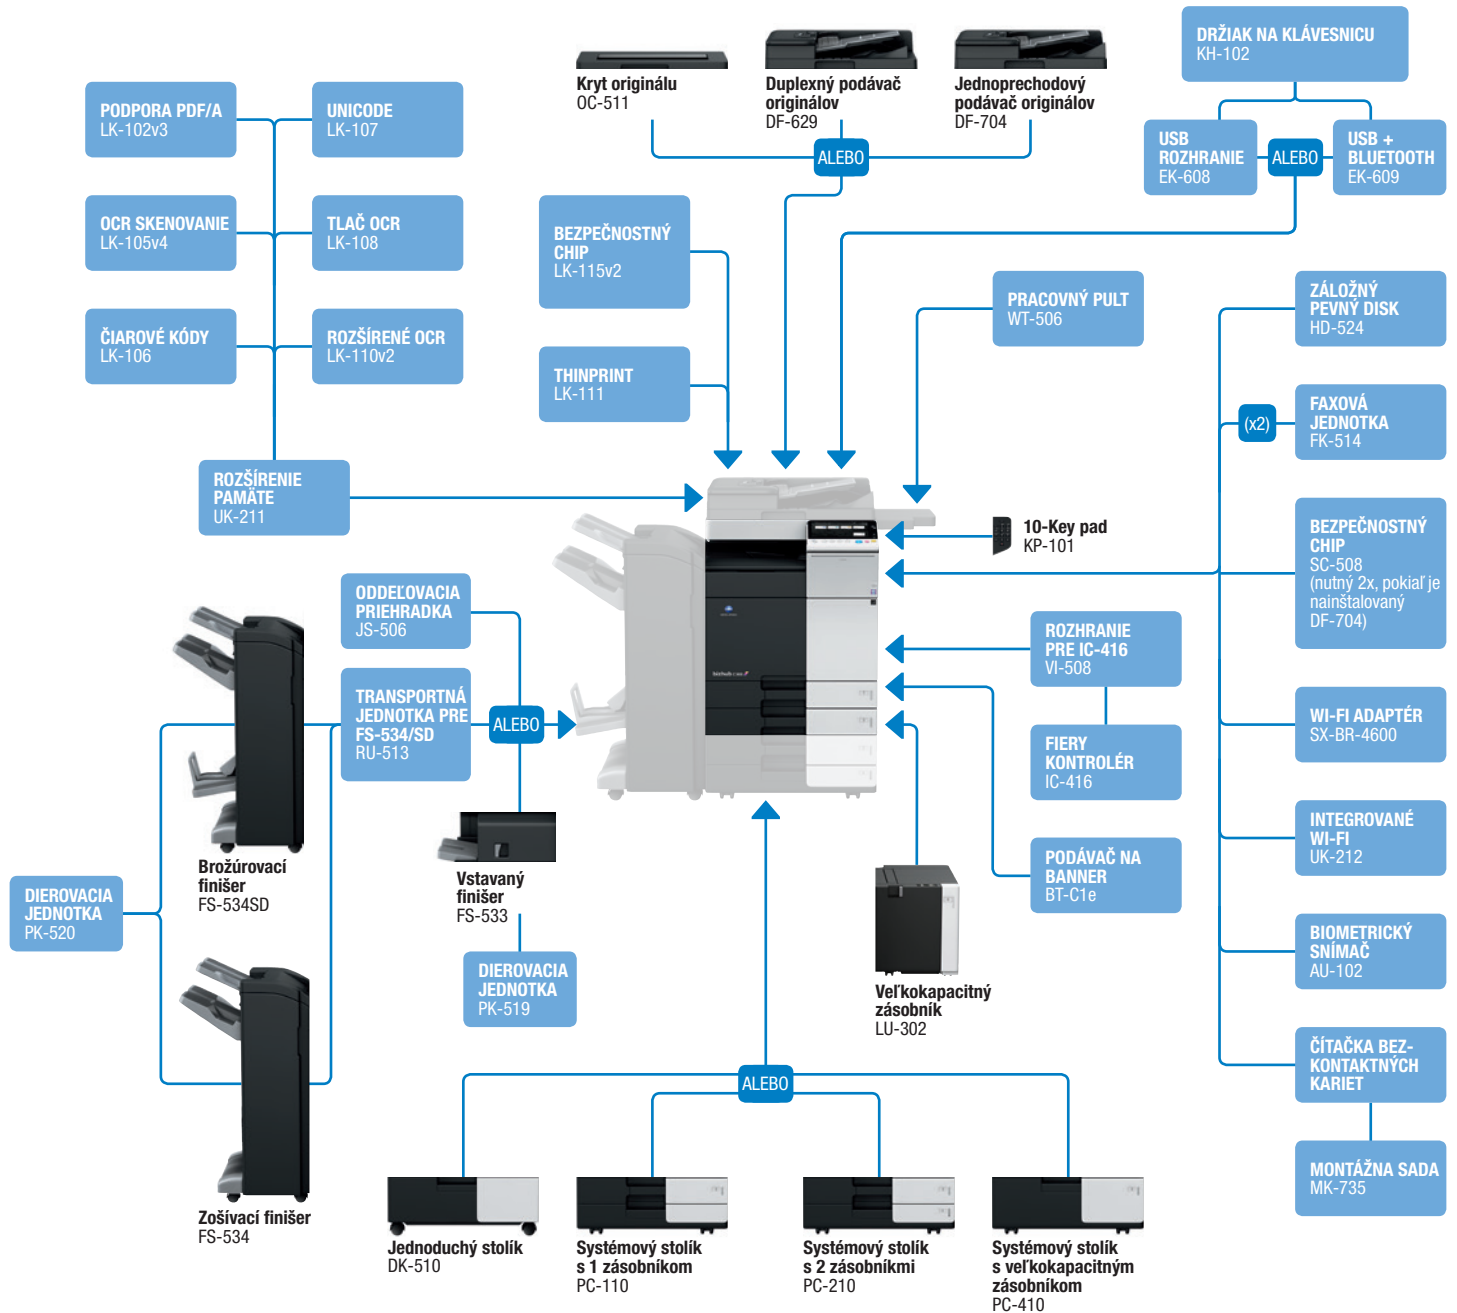 DRŽIAK NA KLÁVESNICU
KH-102
Kryt originálu
OC-511
Duplexný podávač
originálov
DF-629
Jednoprechodový
podávač originálov
DF-704
PODPORA PDF/A
LK-102v3
UNICODE
LK-107
ALEBO
USB
ROZHRANIE
EK-608
ALEBO
USB +
BLUETOOTH
EK-609
OCR SKENOVANIE
LK-105v4
TLAČ OCR
LK-108
BEZPEČNOSTNÝ
CHIP
LK-115v2
PRACOVNÝ PULT
WT-506
ZÁLOŽNÝ
PEVNÝ DISK
HD-524
ČIAROVÉ KÓDY
LK-106
ROZŠÍRENÉ OCR
LK-110v2
THINPRINT
LK-111
(x2)
FAXOVÁ
JEDNOTKA
FK-514
ROZŠÍRENIE
PAMÄTE
UK-211
10-Key pad
KP-101
BEZPEČNOSTNÝ
CHIP
SC-508
(nutný 2x, pokiaľ je
nainštalovaný
DF-704)
ODDEĽOVACIA
PRIEHRADKA
JS-506
ROZHRANIE
PRE IC-416
VI-508
TRANSPORTNÁ
JEDNOTKA PRE
FS-534/SD
RU-513
ALEBO
WI-FI ADAPTÉR
SX-BR-4600
FIERY
KONTROLÉR
IC-416
INTEGROVANÉ
WI-FI
UK-212
Brožúrovací
finišer
FS-534SD
Vstavaný
finišer
FS-533
PODÁVAČ NA
BANNER
BT-C1e
DIEROVACIA
JEDNOTKA
PK-520
DIEROVACIA
JEDNOTKA
PK-519
Veľkokapacitný
zásobník
LU-302
BIOMETRICKÝ
SNÍMAČ
AU-102
ČÍTAČKA BEZ-
KONTAKTNÝCH
KARIET
ALEBO
MONTÁŽNA SADA
MK-735
Zošívací finišer
FS-534
Jednoduchý stolík
DK-510
Systémový stolík
s 1 zásobníkom
PC-110
Systémový stolík
s 2 zásobníkmi
PC-210
Systémový stolík
s veľkokapacitným
zásobníkom
PC-410